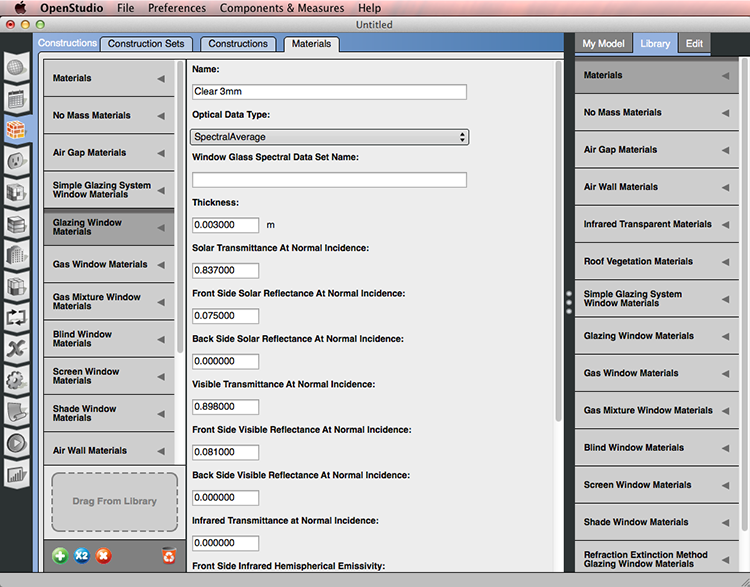 OpenStudio File Preferences Components & Measures Help
Untitled
Constructions Construction Sets Constructions Materials
My Model Library Edit
Materials
No Mass Materials
Air Gap Materials
Simple Glazing System
Window Materials
Glazing Window
Materials
Gas Window Materials
Gas Mixture Window
Materials
Blind Window
Materials
Screen Window
Materials
Shade Window
Materials
Air Wall Materials
Drag From Library
X2
Name:
Clear 3mm
Optical Data Type:
SpectralAverage
Window Glass Spectral Data Set Name:
Thickness:
0.003000 m
Solar Transmittance At Normal Incidence:
0.837000
Front Side Solar Reflectance At Normal Incidence:
0.075000
Back Side Solar Reflectance At Normal Incidence:
0.000000
Visible Transmittance At Normal Incidence:
0.898000
Front Side Visible Reflectance At Normal Incidence:
0.081000
Back Side Visible Reflectance At Normal Incidence:
0.000000
Infrared Transmittance at Normal Incidence:
0.000000
Front Side Infrared Hemispherical Emissivity:
Materials
No Mass Materials
Air Gap Materials
Air Wall Materials
Infrared Transparent Materials
Roof Vegetation Materials
Simple Glazing System
Window Materials
Glazing Window Materials
Gas Window Materials
Gas Mixture Window Materials
Blind Window Materials
Screen Window Materials
Shade Window Materials
Refraction Extinction Method
Glazing Window Materials